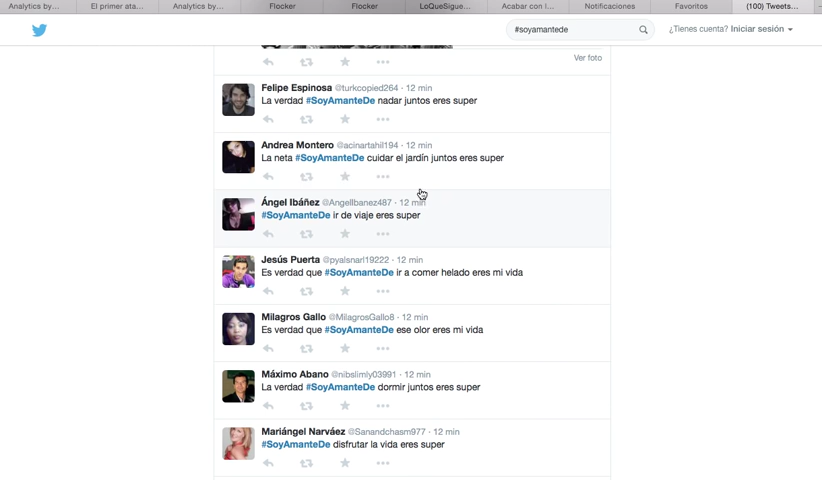 Analytics by... El primer ata... Analytics by... Flocker Flocker LoQueSigue... Acabar con l... Notificaciones Favoritos (100) Tweets...
#soyamantede ¿Tienes cuenta? Iniciar sesión
Ver foto
Felipe Espinosa @turkcopied264 · 12 min
La verdad #SoyAmanteDe nadar juntos eres super
Andrea Montero @acinartahil194 · 12 min
La neta #SoyAmanteDe cuidar el jardín juntos eres super
Ángel Ibáñez @AngelIbanez487 · 12 min
#SoyAmanteDe ir de viaje eres super
Jesús Puerta @pyalsnarl19222 · 12 min
Es verdad que #SoyAmanteDe ir a comer helado eres mi vida
Milagros Gallo @MilagrosGallo8 · 12 min
Es verdad que #SoyAmanteDe ese olor eres mi vida
Máximo Abano @nibslimly03991 · 12 min
La verdad #SoyAmanteDe dormir juntos eres super
Mariángel Narváez @Sanandchasm977 · 12 min
#SoyAmanteDe disfrutar la vida eres super